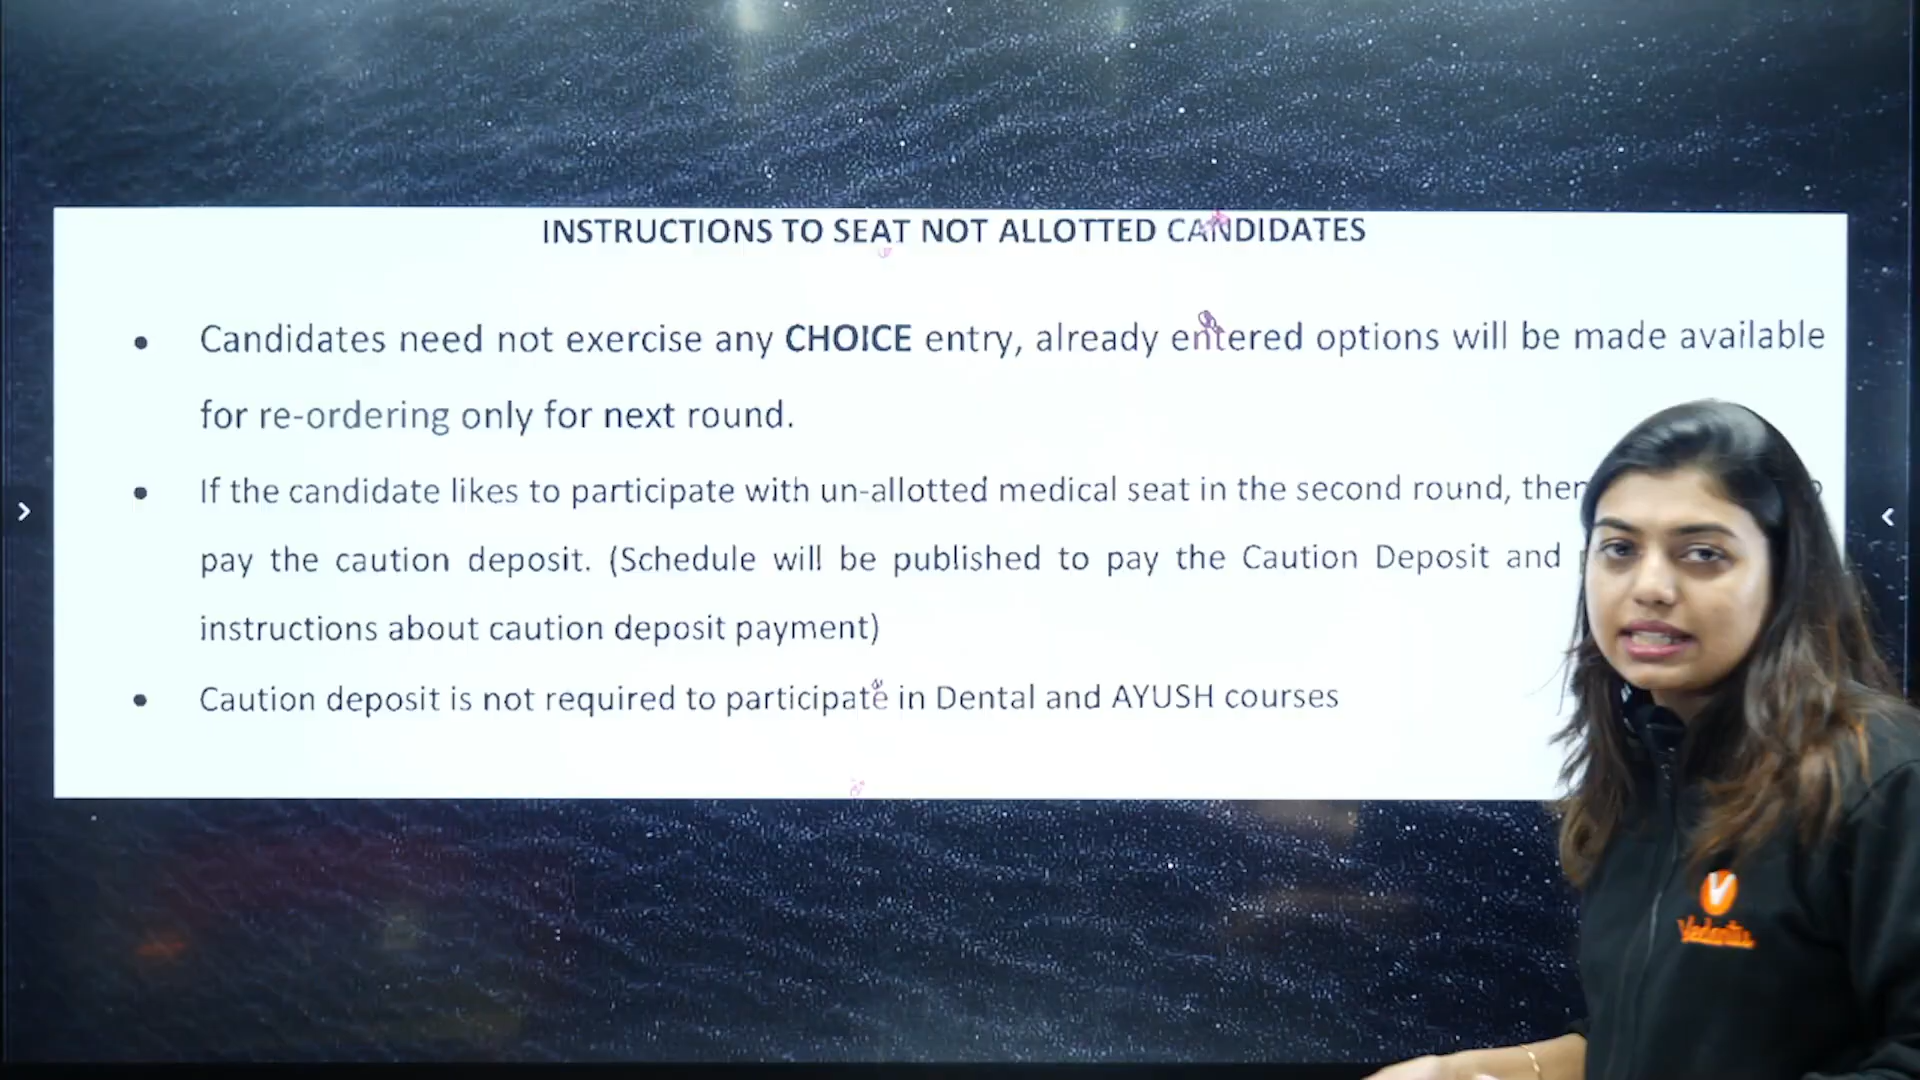 INSTRUCTIONS TO SEAT NOT ALLOTTED CANDIDATES
• Candidates need not exercise any CHOICE entry, already entered options will be made available
for re-ordering only for next round.
• If the candidate likes to participate with un-allotted medical seat in the second round, then
pay the caution deposit. (Schedule will be published to pay the Caution Deposit and
instructions about caution deposit payment)
• Caution deposit is not required to participate in Dental and AYUSH courses
V
Vedantu